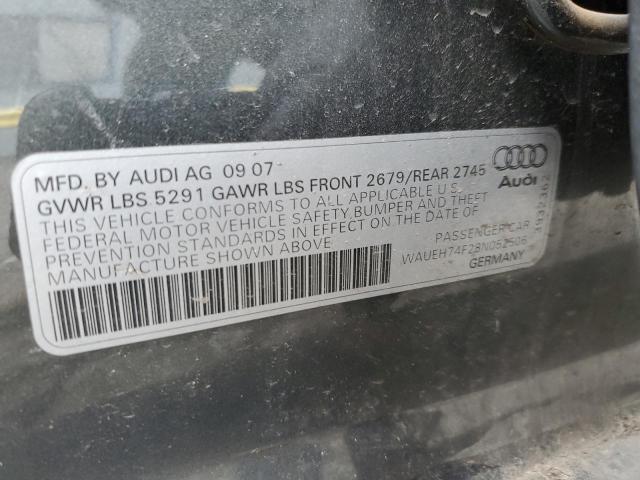 MFD. BY AUDI AG 09 07
GVWR LBS 5291 GAWR LBS FRONT 2679/REAR 2745
THIS VEHICLE CONFORMS TO ALL APPLICABLE U.S.
FEDERAL MOTOR VEHICLE SAFETY,BUMPER AND THEFT
PREVENTION STANDARDS IN EFFECT ON THE DATE OF
MANUFACTURE SHOWN ABOVE
PASSENGER CAR
WAUEH74F28N052506
GERMANY
Audi